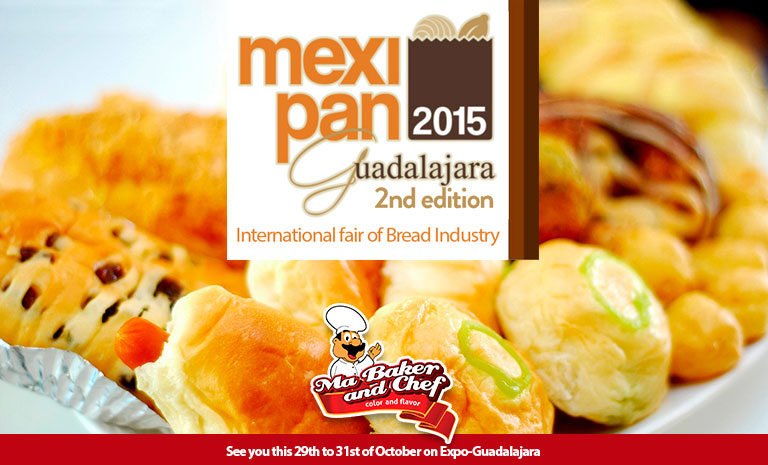 mexi
pan 2015
Guadalajara
2nd edition
International fair of Bread Industry
Ma Baker
and Chef
color and flavor
See you this 29th to 31st of October on Expo-Guadalajara